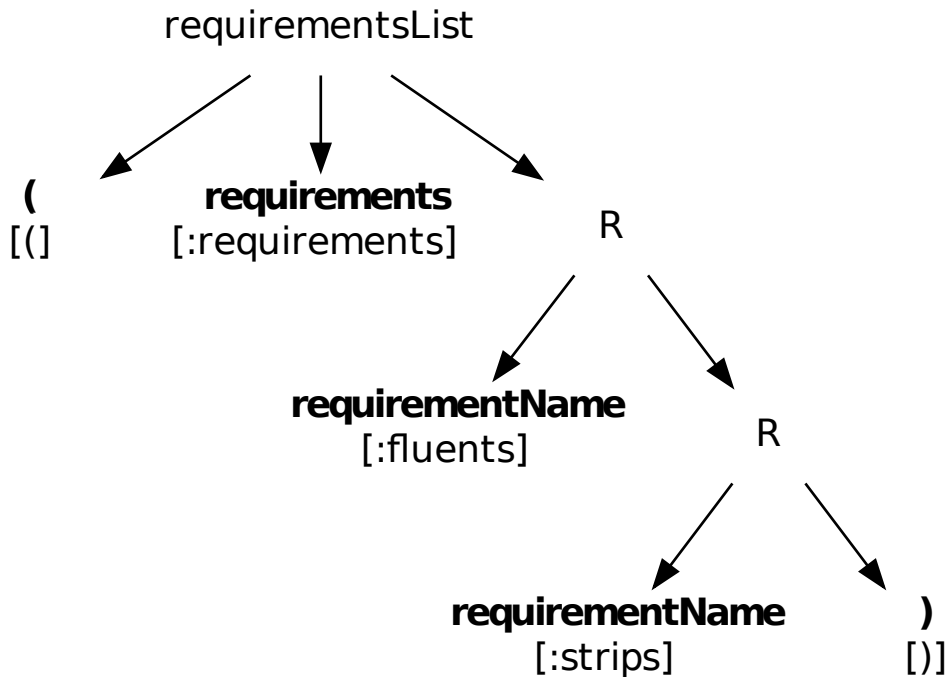 requirementsList
(
[(]
requirements
[:requirements]
R
requirementName
[:fluents]
R
requirementName
[:strips]
)
[)]